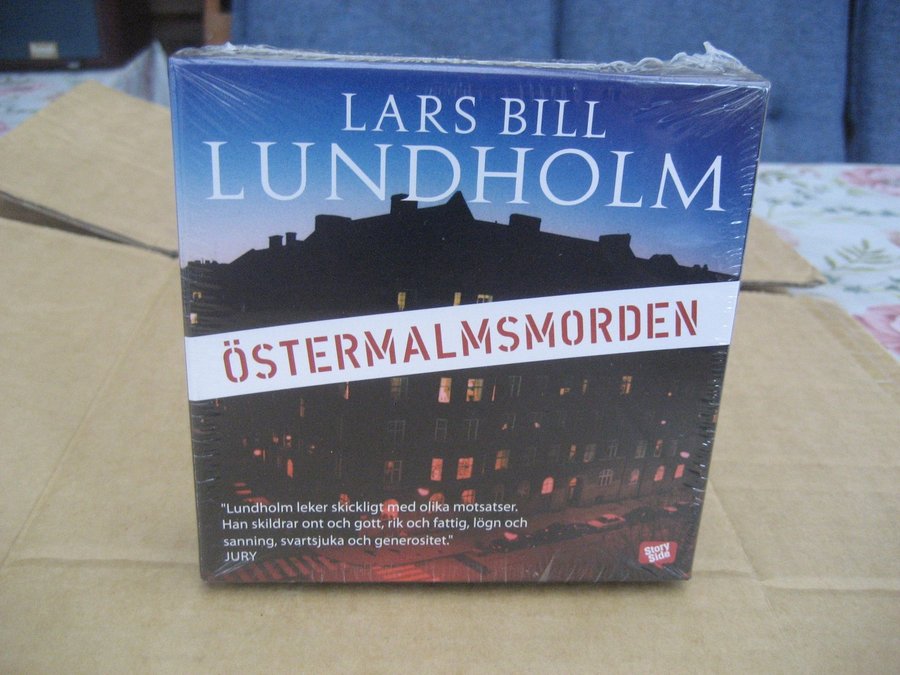 LARS BILL
LUNDHOLM
ÖSTERMALMSMORDEN
"Lundholm leker skickligt med olika motsatser.
Han skildrar ont och gott, rik och fattig, lögn och
sanning, svartsjuka och generositet."
JURY
Story
Side